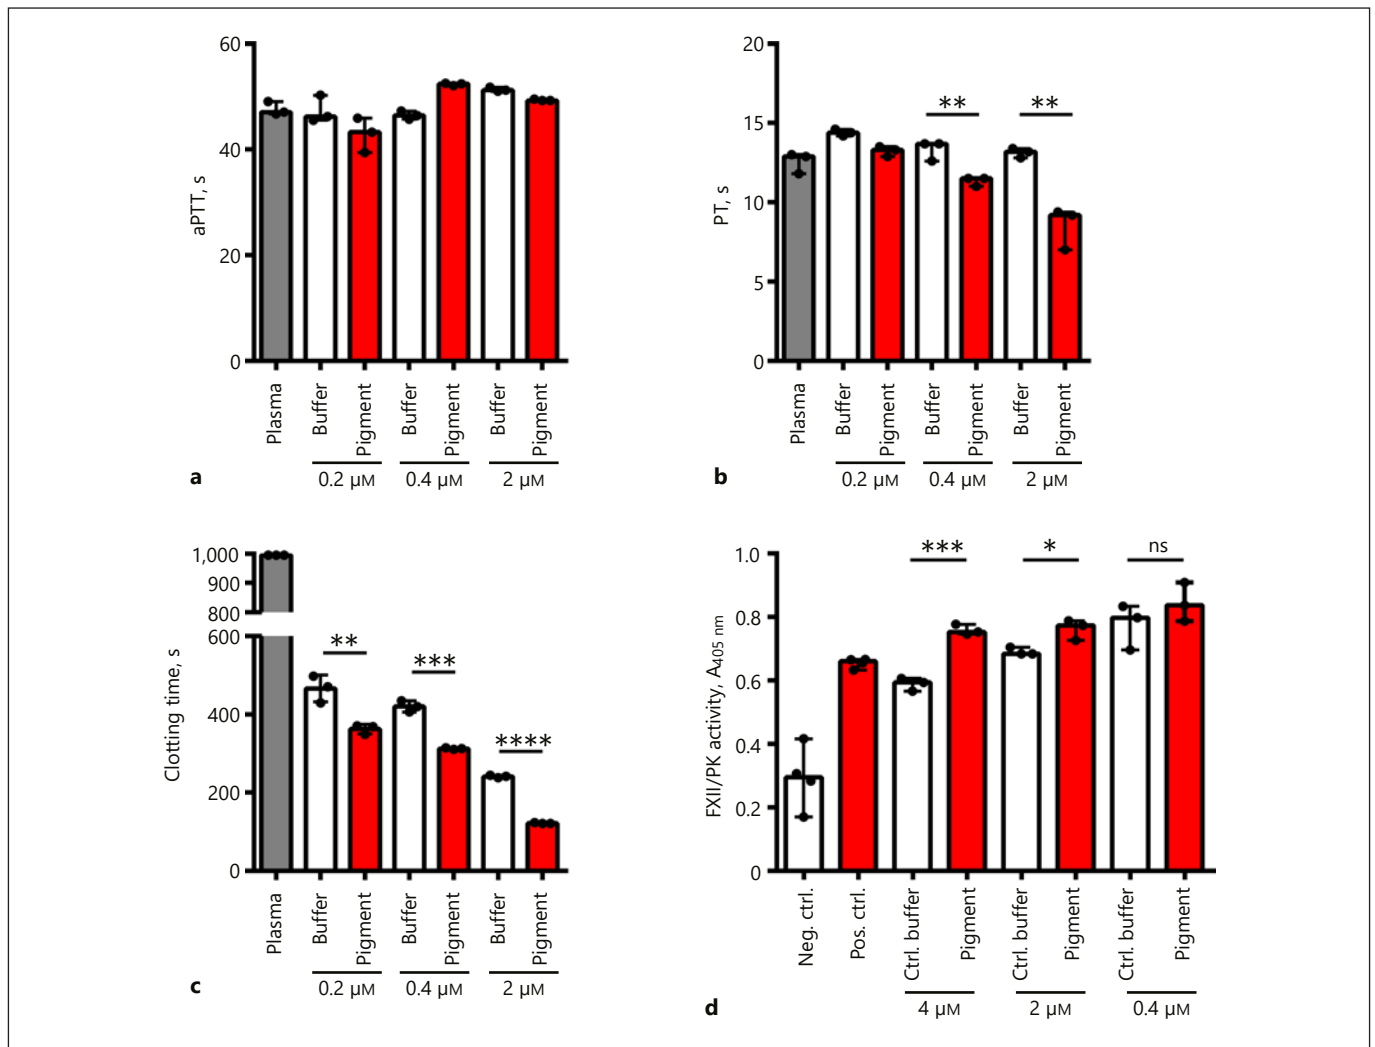 60
40
20
0
aPTT, s
Plasma
Buffer
Pigment
Buffer
Pigment
Buffer
Pigment
0.2 µM
0.4 µM
2 µM
a
20
15
10
5
0
PT, s
**
**
Plasma
Buffer
Pigment
Buffer
Pigment
Buffer
Pigment
0.2 µM
0.4 µM
2 µM
b
1,000
900
800
600
400
200
0
Clotting time, s
**
***
****
Plasma
Buffer
Pigment
Buffer
Pigment
Buffer
Pigment
0.2 µM
0.4 µM
2 µM
c
1.0
0.8
0.6
0.4
0.2
0
FXII/PK activity, A405 nm
***
*
ns
Neg. ctrl.
Pos. ctrl.
Ctrl. buffer
Pigment
Ctrl. buffer
Pigment
Ctrl. buffer
Pigment
4 µM
2 µM
0.4 µM
d